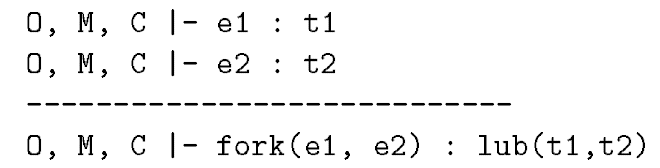 O, M, C |- e1 : t1
O, M, C |- e2 : t2
----------------------------
O, M, C |- fork(e1, e2) : lub(t1,t2)